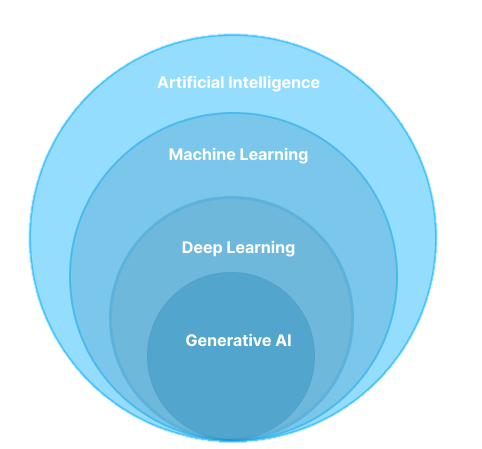 Artificial Intelligence
Machine Learning
Deep Learning
Generative AI